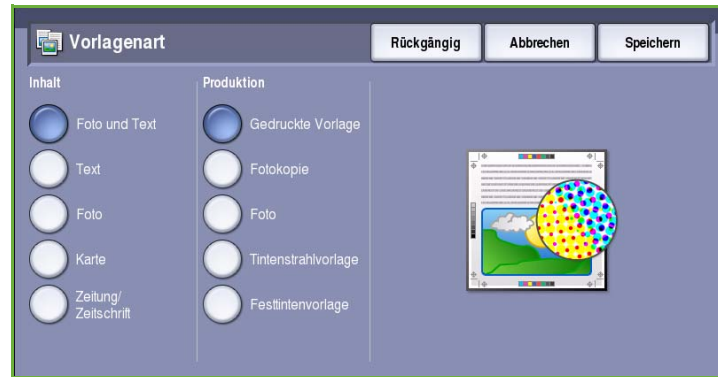 Vorlagenart
Rückgängig
Abbrechen
Speichern
Inhalt
Foto und Text
Text
Foto
Karte
Zeitung/
Zeitschrift
Produktion
Gedruckte Vorlage
Fotokopie
Foto
Tintenstrahlvorlage
Festtintenvorlage